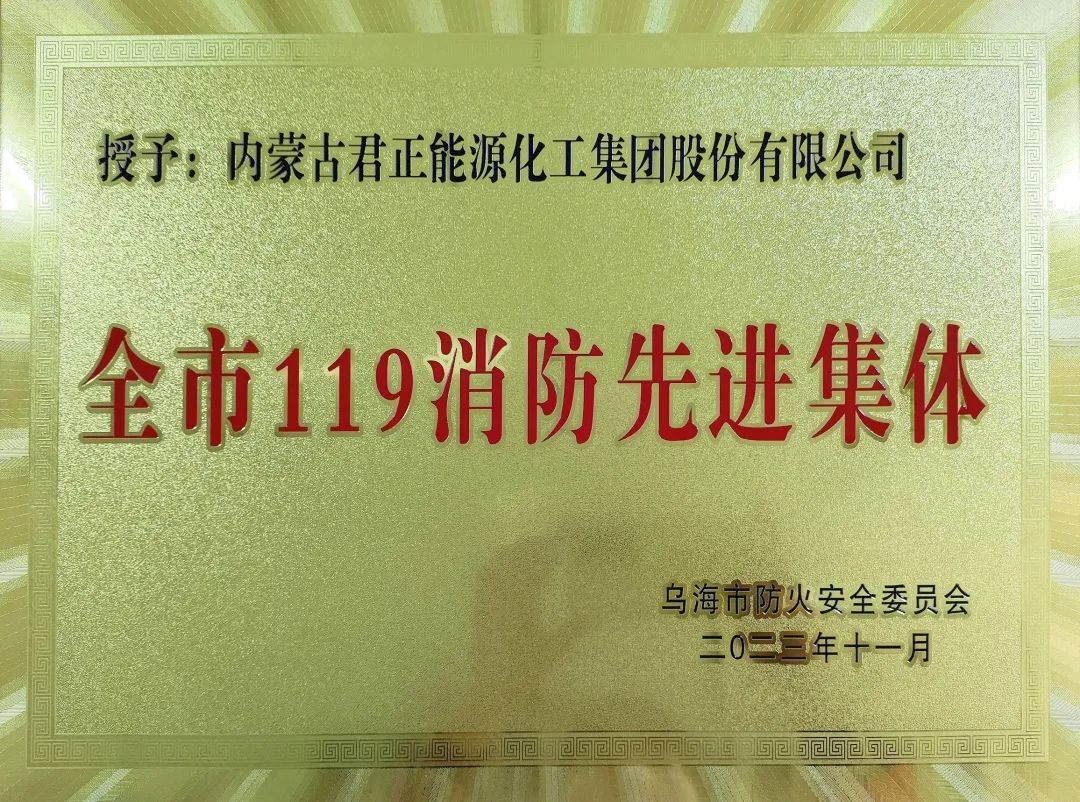 授予：内蒙古君正能源化工集团股份有限公司
全市119消防先进集体
乌海市防火安全委员会
二0二三年十一月